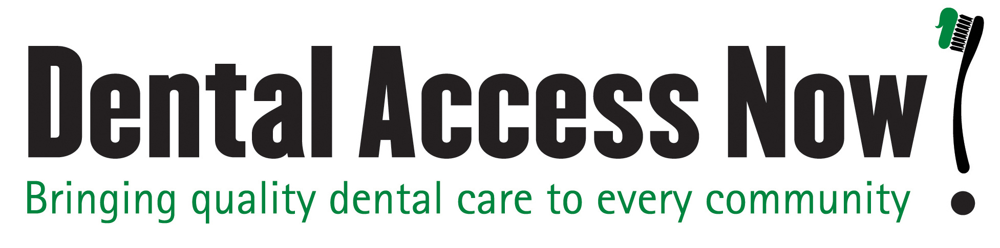 Dental Access Now!
Bringing quality dental care to every community